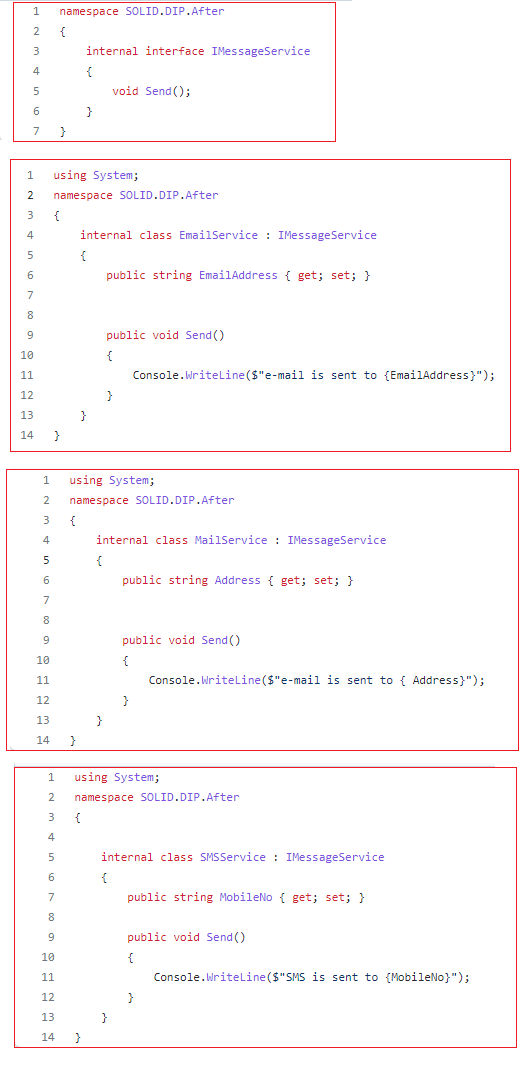 1 namespace SOLID.DIP.After
2 {
3 internal interface IMessageService
4 {
5 void Send();
6 }
7 }
1 using System;
2 namespace SOLID.DIP.After
3 {
4 internal class EmailService : IMessageService
5 {
6 public string EmailAddress { get; set; }
7
8
9 public void Send()
10 {
11 Console.WriteLine($"e-mail is sent to {EmailAddress}");
12 }
13 }
14 }
1 using System;
2 namespace SOLID.DIP.After
3 {
4 internal class MailService : IMessageService
5 {
6 public string Address { get; set; }
7
8
9 public void Send()
10 {
11 Console.WriteLine($"e-mail is sent to { Address}");
12 }
13 }
14 }
1 using System;
2 namespace SOLID.DIP.After
3 {
4
5 internal class SMSService : IMessageService
6 {
7 public string MobileNo { get; set; }
8
9 public void Send()
10 {
11 Console.WriteLine($"SMS is sent to {MobileNo}");
12 }
13 }
14 }